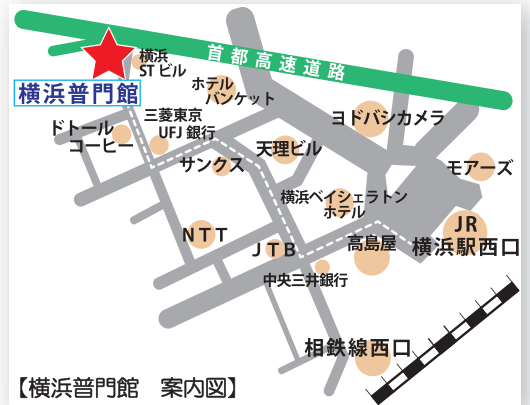 首都高速道路
横浜
STビル
横浜普門館
ホテル
バンケット
三菱東京
UFJ銀行
ヨドバシカメラ
ドトール
コーヒー
サンクス
天理ビル
モアーズ
横浜ベイシェラトン
ホテル
NTT
JTB
高島屋
JR
横浜駅西口
中央三井銀行
相鉄線西口
【横浜普門館　案内図】